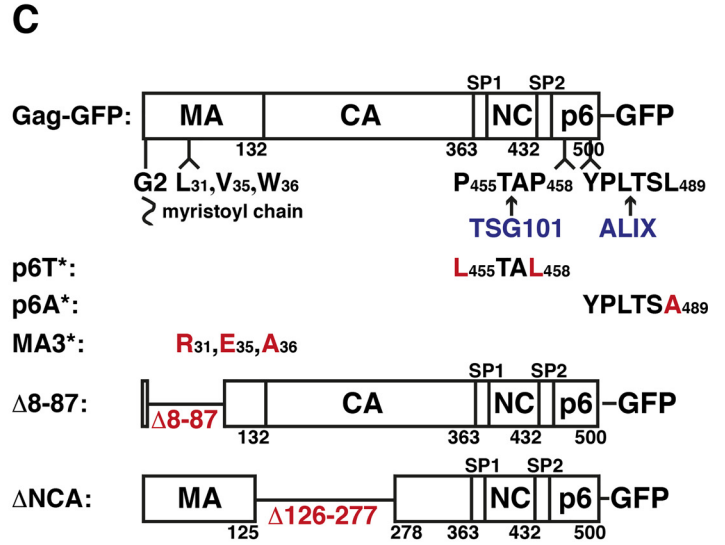 C
SP1 SP2
Gag-GFP: MA CA NC p6 -GFP
132 363 432 500
G2 L31,V35,W36 P455TAP458 YPLTSL489
myristoyl chain
TSG101 ALIX
p6T*: L455TAL458
p6A*: YPLTSA489
MA3*: R31,E35,A36
SP1 SP2
Δ8-87: Δ8-87 CA NC p6 -GFP
132 363 432 500
SP1 SP2
ΔNCA: MA Δ126-277 NC p6 -GFP
125 278 363 432 500